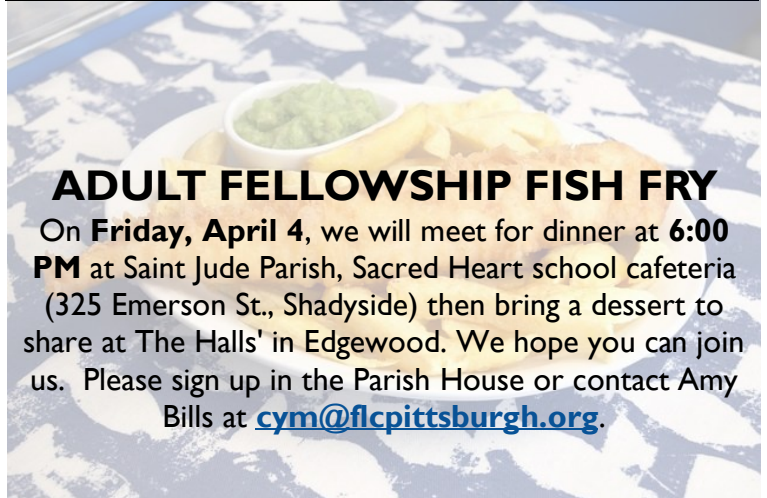 ADULT FELLOWSHIP FISH FRY
On Friday, April 4, we will meet for dinner at 6:00
PM at Saint Jude Parish, Sacred Heart school cafeteria
(325 Emerson St., Shadyside) then bring a dessert to
share at The Halls' in Edgewood. We hope you can join
us.  Please sign up in the Parish House or contact Amy
Bills at cym@flcpittsburgh.org.